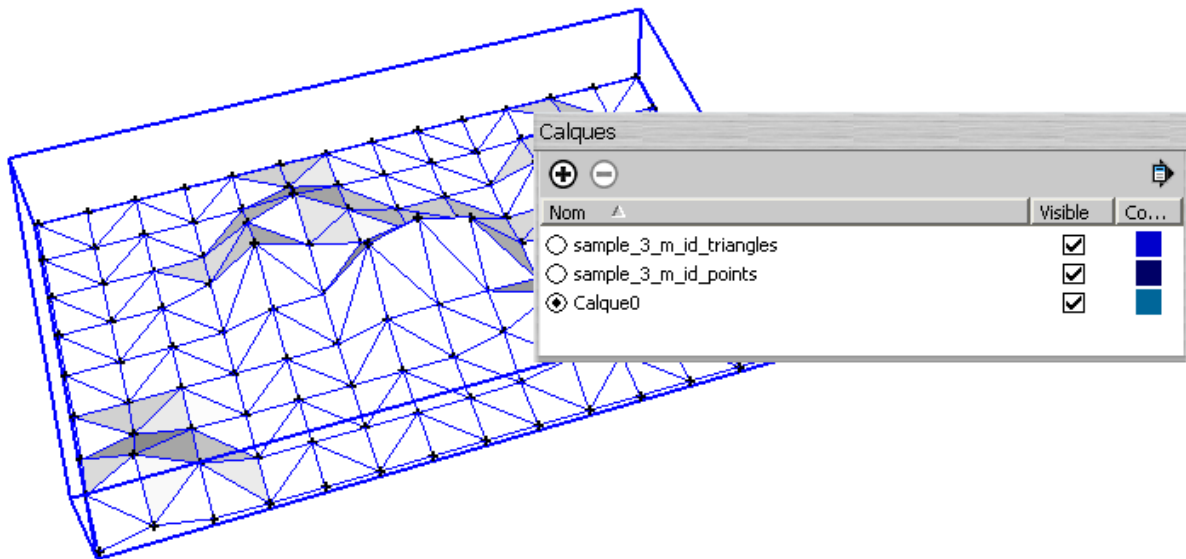 Calques
Nom Visible Co...
sample_3_m_id_triangles
sample_3_m_id_points
Calque0